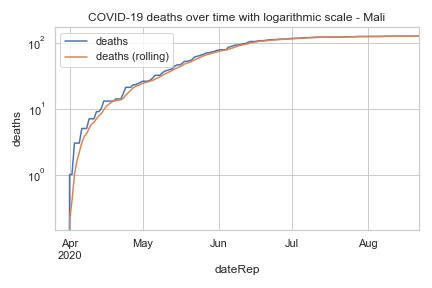 COVID-19 deaths over time with logarithmic scale - Mali
deaths
deaths (rolling)
10²
10¹
10⁰
deaths
Apr May Jun Jul Aug
2020
dateRep